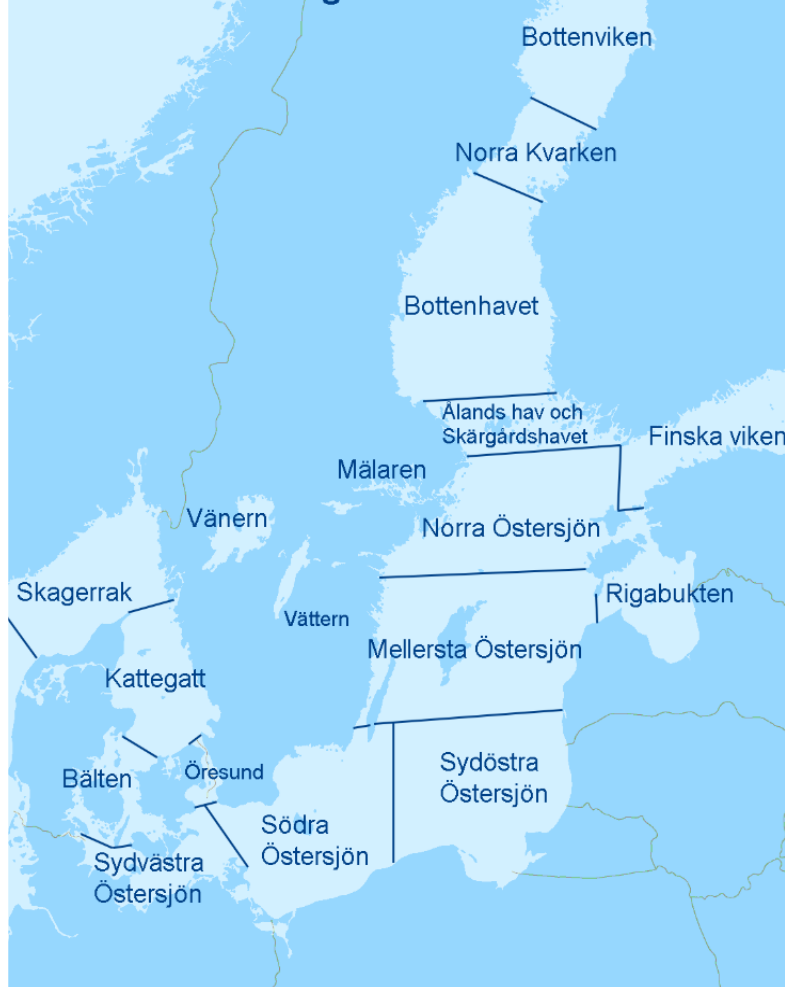 Bottenviken
Norra Kvarken
Bottenhavet
Ålands hav och
Skärgårdshavet
Finska viken
Mälaren
Vänern
Norra Östersjön
Skagerrak
Rigabukten
Vättern
Mellersta Östersjön
Kattegatt
Öresund
Bälten
Sydöstra
Östersjön
Södra
Östersjön
Sydvästra
Östersjön